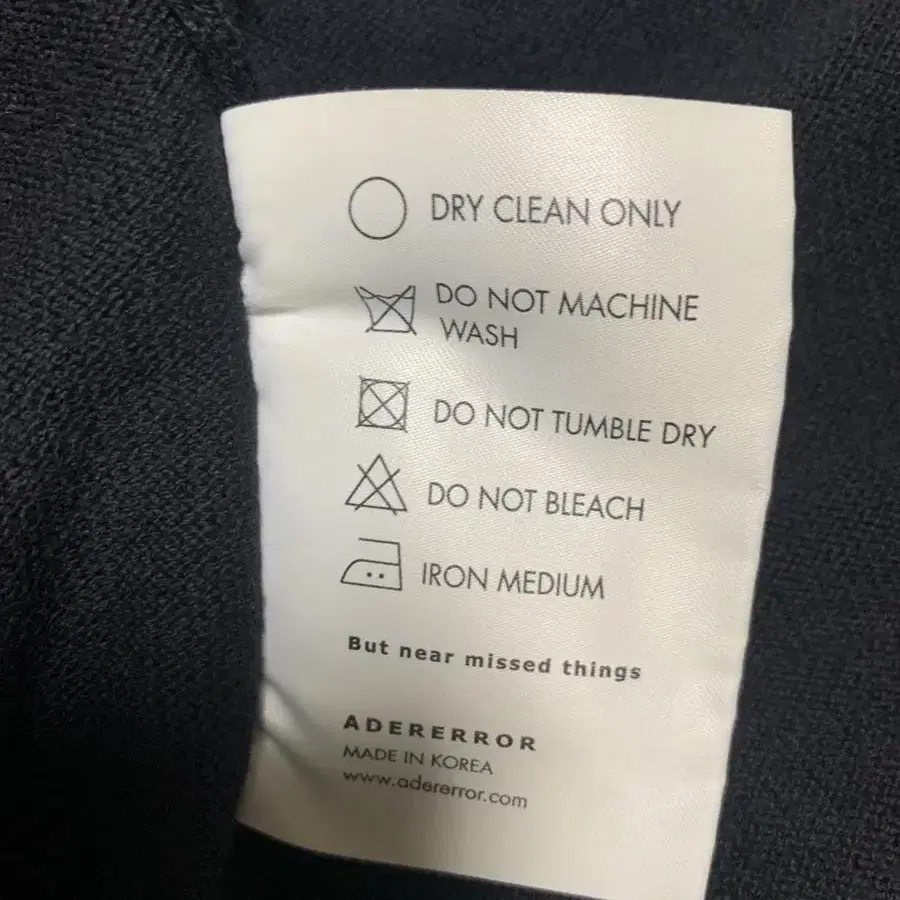 DRY CLEAN ONLY
DO NOT MACHINE
WASH
DO NOT TUMBLE DRY
DO NOT BLEACH
IRON MEDIUM
But near missed things
ADERERROR
MADE IN KOREA
www.adererror.com